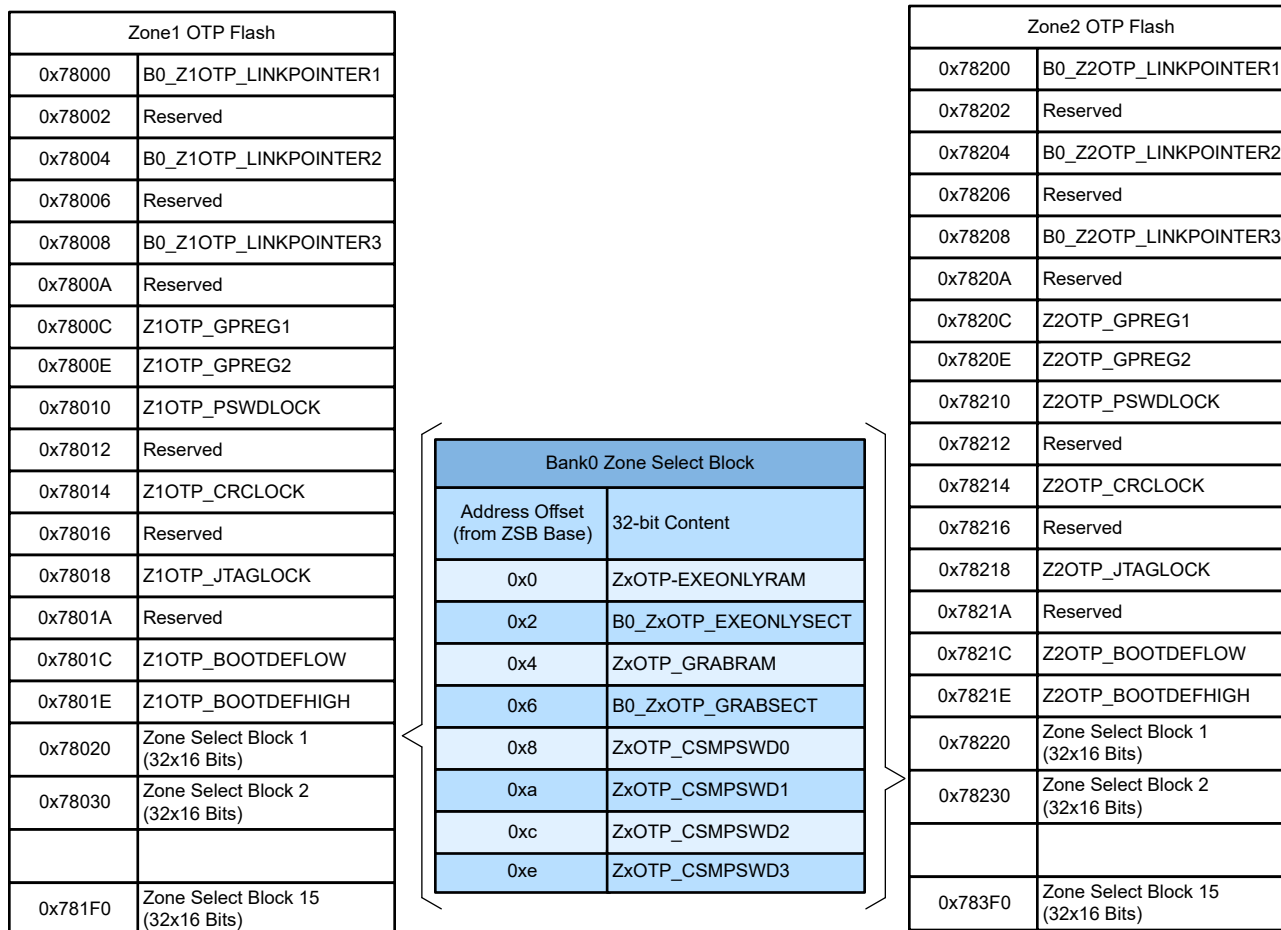 Zone1 OTP Flash
0x78000 B0_Z1OTP_LINKPOINTER1
0x78002 Reserved
0x78004 B0_Z1OTP_LINKPOINTER2
0x78006 Reserved
0x78008 B0_Z1OTP_LINKPOINTER3
0x7800A Reserved
0x7800C Z1OTP_GPREG1
0x7800E Z1OTP_GPREG2
0x78010 Z1OTP_PSWDLOCK
0x78012 Reserved
0x78014 Z1OTP_CRCLOCK
0x78016 Reserved
0x78018 Z1OTP_JTAGLOCK
0x7801A Reserved
0x7801C Z1OTP_BOOTDEFLOW
0x7801E Z1OTP_BOOTDEFHIGH
0x78020 Zone Select Block 1
(32x16 Bits)
0x78030 Zone Select Block 2
(32x16 Bits)
0x781F0 Zone Select Block 15
(32x16 Bits)
Bank0 Zone Select Block
Address Offset
(from ZSB Base) 32-bit Content
0x0 ZxOTP-EXEONLYRAM
0x2 B0_ZxOTP_EXEONLYSECT
0x4 ZxOTP_GRABRAM
0x6 B0_ZxOTP_GRABSECT
0x8 ZxOTP_CSMPSWD0
0xa ZxOTP_CSMPSWD1
0xc ZxOTP_CSMPSWD2
0xe ZxOTP_CSMPSWD3
Zone2 OTP Flash
0x78200 B0_Z2OTP_LINKPOINTER1
0x78202 Reserved
0x78204 B0_Z2OTP_LINKPOINTER2
0x78206 Reserved
0x78208 B0_Z2OTP_LINKPOINTER3
0x7820A Reserved
0x7820C Z2OTP_GPREG1
0x7820E Z2OTP_GPREG2
0x78210 Z2OTP_PSWDLOCK
0x78212 Reserved
0x78214 Z2OTP_CRCLOCK
0x78216 Reserved
0x78218 Z2OTP_JTAGLOCK
0x7821A Reserved
0x7821C Z2OTP_BOOTDEFLOW
0x7821E Z2OTP_BOOTDEFHIGH
0x78220 Zone Select Block 1
(32x16 Bits)
0x78230 Zone Select Block 2
(32x16 Bits)
0x783F0 Zone Select Block 15
(32x16 Bits)